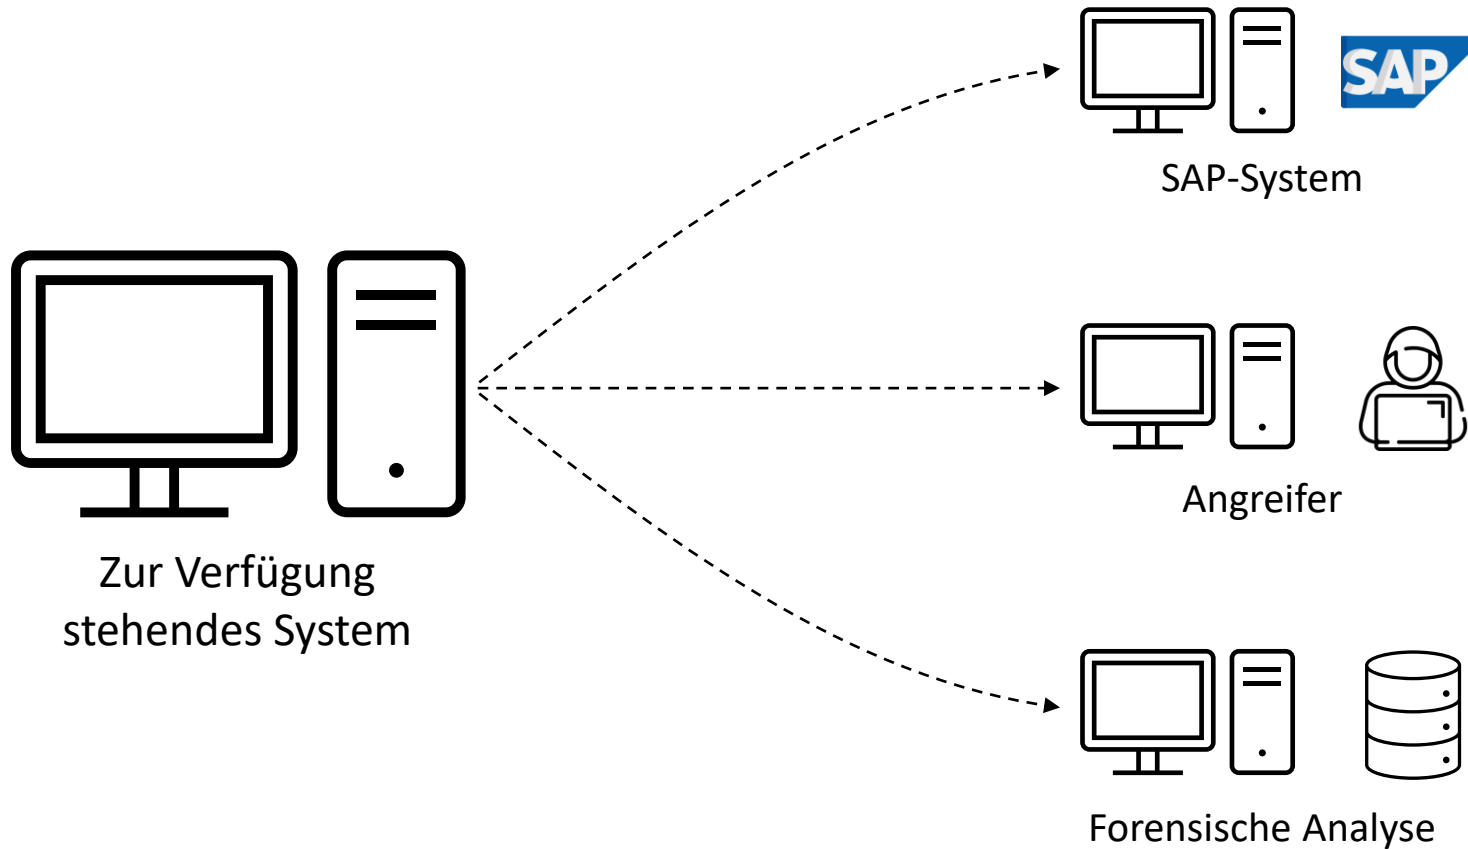 SAP
SAP-System
Angreifer
Zur Verfügung
stehendes System
Forensische Analyse